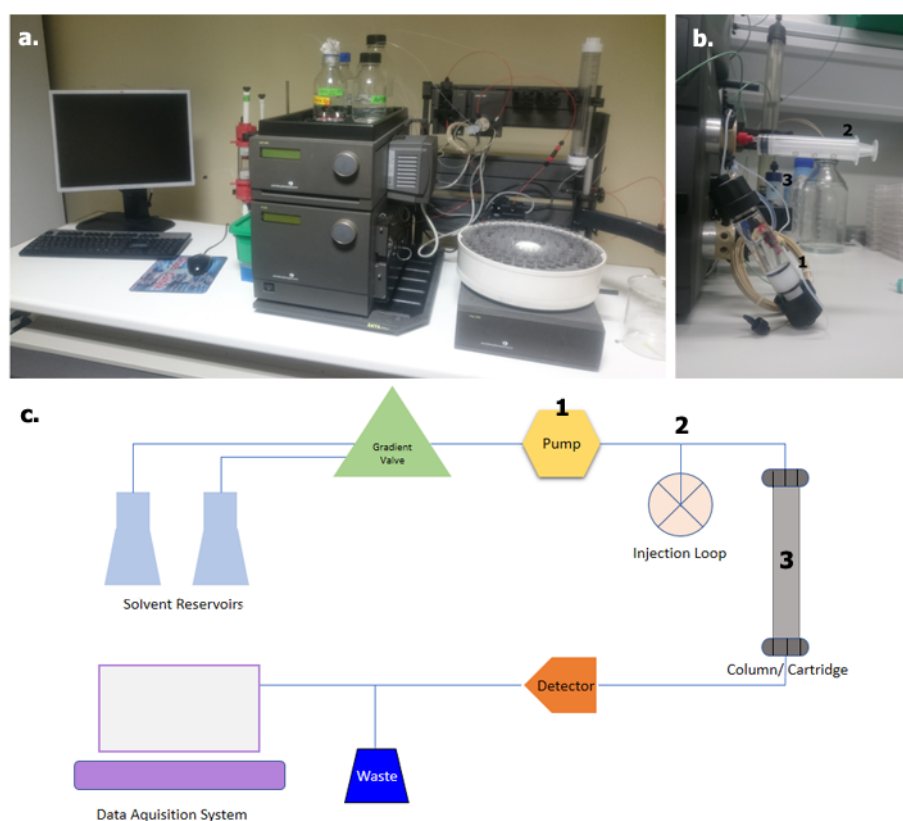 a.
b.
2
3
1
c.
1
2
Gradient
Valve
Pump
Injection Loop
3
Solvent Reservoirs
Column/ Cartridge
Detector
Waste
Data Aquisition System